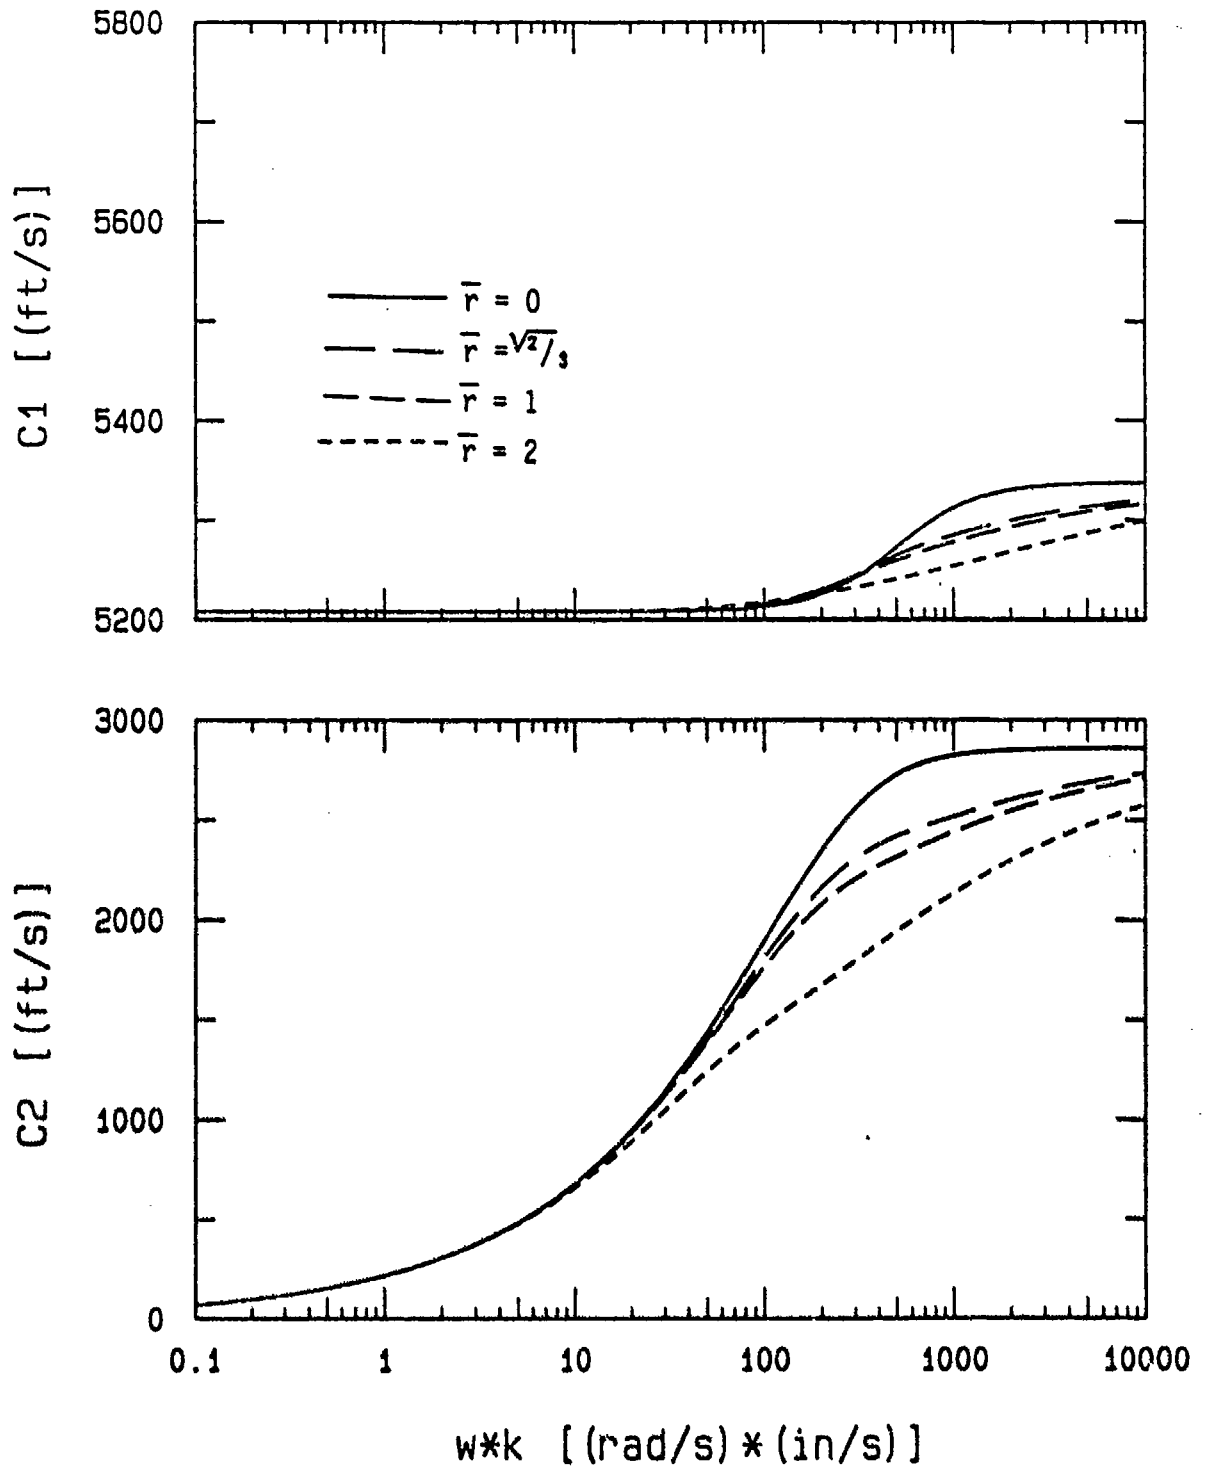 5800
5600
5400
5200
C1 [(ft/s)]
r̅ = 0
r̅ = √2/3
r̅ = 1
r̅ = 2
3000
2000
1000
0
C2 [(ft/s)]
0.1 1 10 100 1000 10000
w*k [(rad/s)*(in/s)]